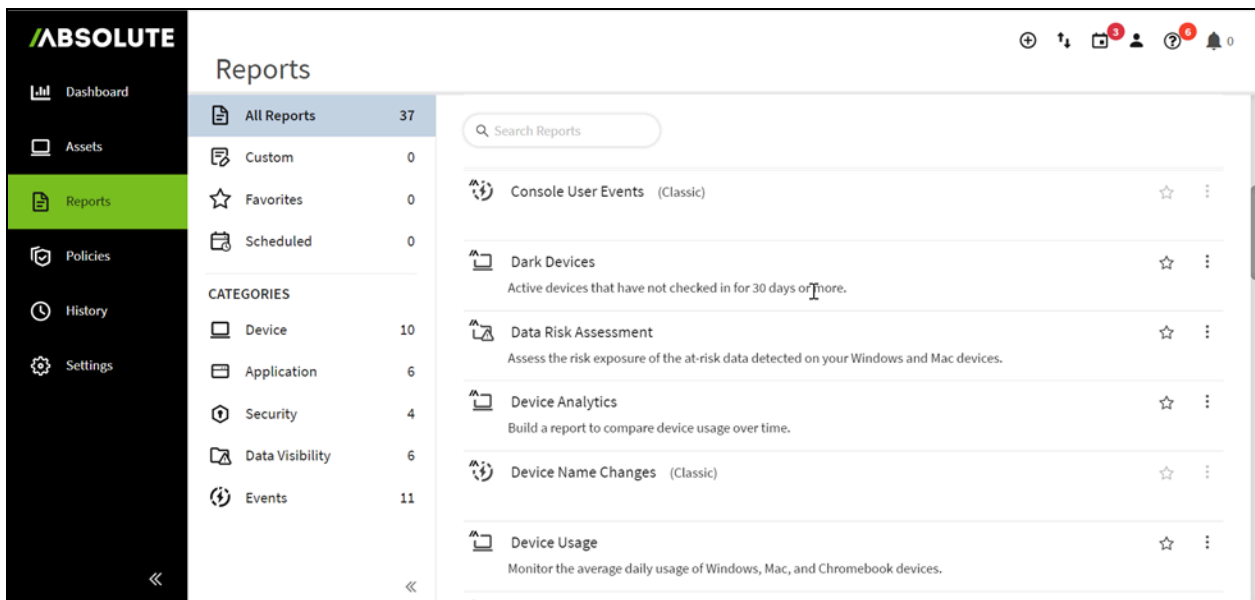 ABSOLUTE
Dashboard
Assets
Reports
Policies
History
Settings
Reports
3
6
0
All Reports 37
Custom 0
Favorites 0
Scheduled 0
CATEGORIES
Device 10
Application 6
Security 4
Data Visibility 6
Events 11
Search Reports
Console User Events (Classic)
Dark Devices
Active devices that have not checked in for 30 days or more.
Data Risk Assessment
Assess the risk exposure of the at-risk data detected on your Windows and Mac devices.
Device Analytics
Build a report to compare device usage over time.
Device Name Changes (Classic)
Device Usage
Monitor the average daily usage of Windows, Mac, and Chromebook devices.